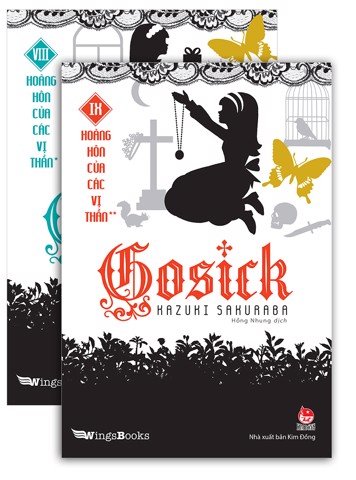 VIII
HOÀNG
HÔN
CỦA
CÁC
VỊ
THẦN*
G
WingsBooks
IX
HOÀNG
HÔN
CỦA
CÁC
VỊ
THẦN**
Gosick
KAZUKI SAKURABA
Hồng Nhung dịch
WingsBooks
Nhà xuất bản Kim Đồng